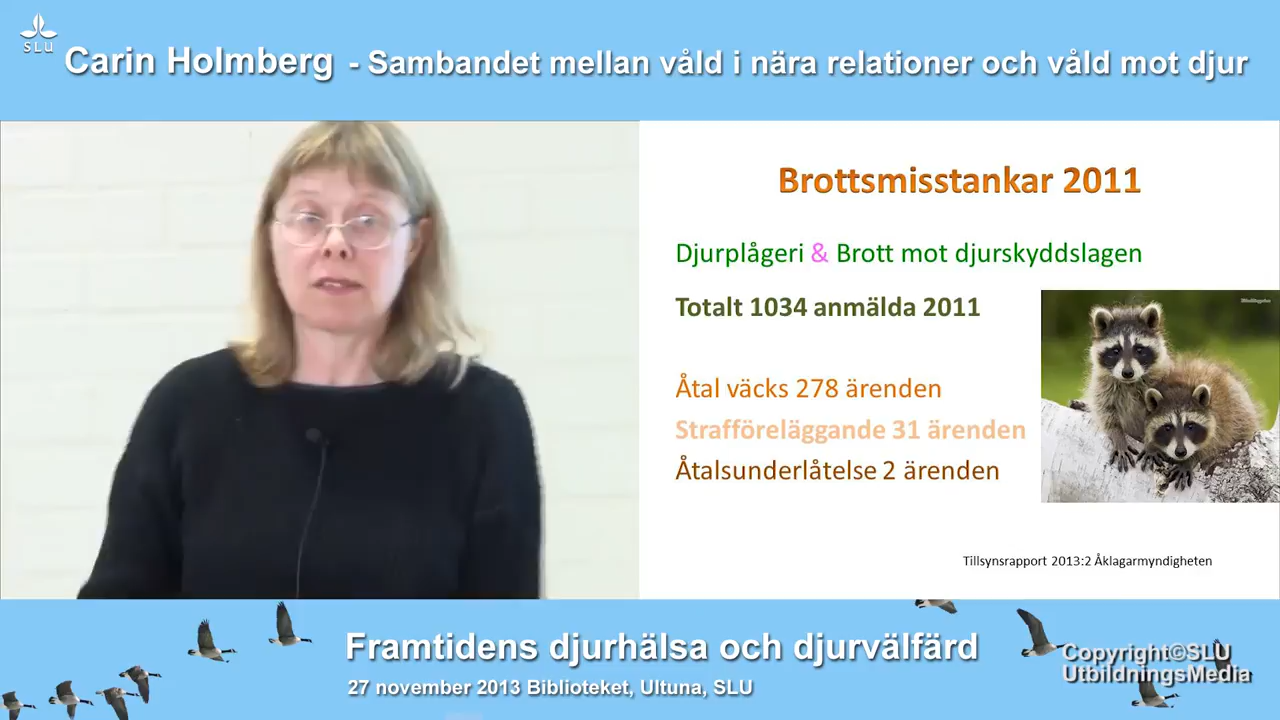 SLU
Carin Holmberg - Sambandet mellan våld i nära relationer och våld mot djur
Brottsmisstankar 2011
Djurplågeri & Brott mot djurskyddslagen
Totalt 1034 anmälda 2011
Åtal väcks 278 ärenden
Strafföreläggande 31 ärenden
Åtalsunderlåtelse 2 ärenden
Tillsynsrapport 2013:2 Åklagarmyndigheten
Framtidens djurhälsa och djurvälfärd
27 november 2013 Biblioteket, Ultuna, SLU
Copyright©SLU
UtbildningsMedia